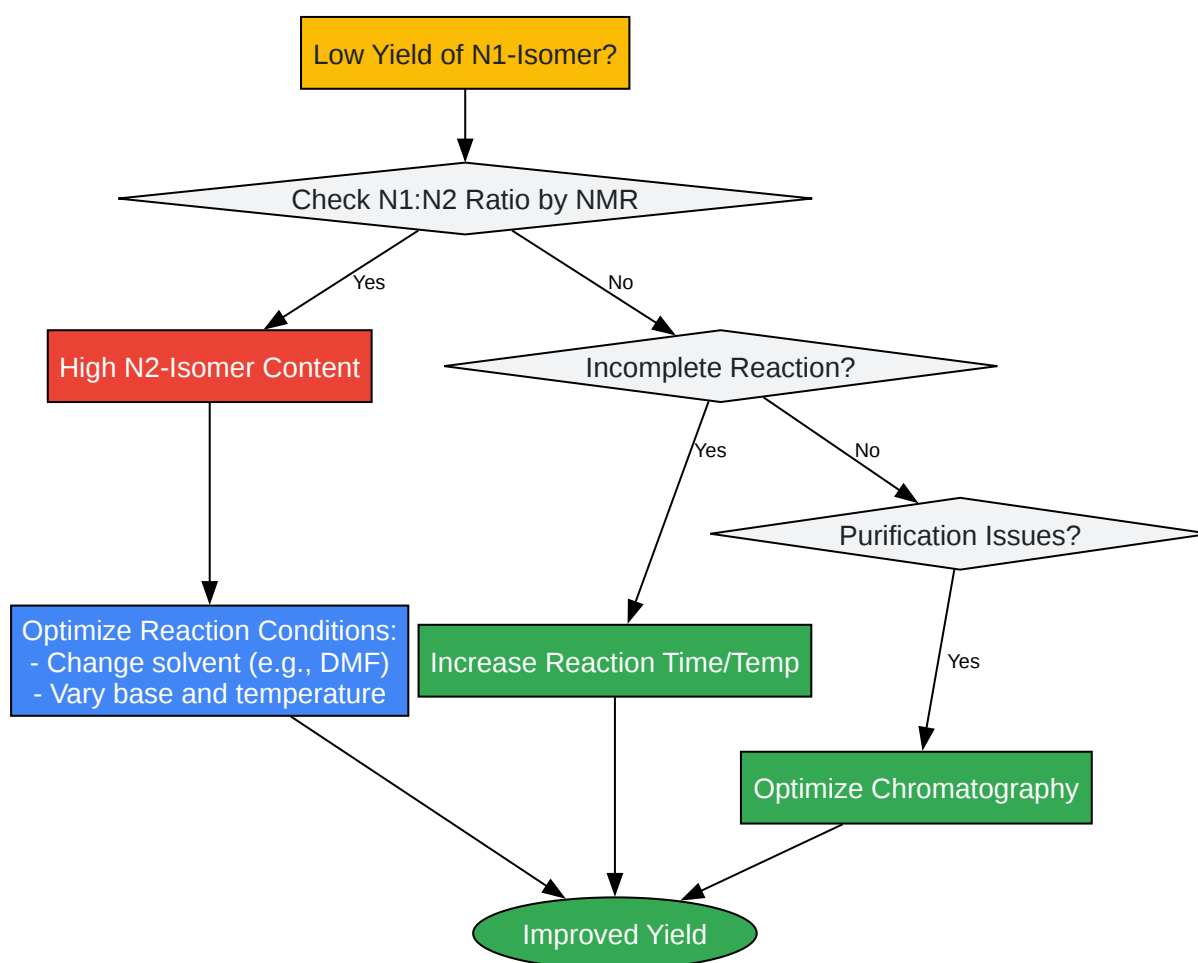 Low Yield of N1-Isomer?
Check N1:N2 Ratio by NMR
Yes
No
High N2-Isomer Content
Incomplete Reaction?
Yes
No
Purification Issues?
Optimize Reaction Conditions:
- Change solvent (e.g., DMF)
- Vary base and temperature
Increase Reaction Time/Temp
Yes
Optimize Chromatography
Improved Yield